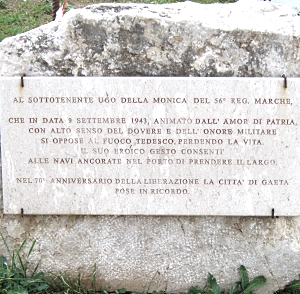 AL SOTTOTENENTE UGO DELLA MONICA DEL 56° REG. MARCHE,
CHE IN DATA 9 SETTEMBRE 1943, ANIMATO DALL' AMOR DI PATRIA,
CON ALTO SENSO DEL DOVERE E DELL' ONORE MILITARE
SI OPPOSE AL FUOCO TEDESCO, PERDENDO LA VITA.
IL SUO EROICO GESTO CONSENTÌ
ALLE NAVI ANCORATE NEL PORTO DI PRENDERE IL LARGO.
NEL 70° ANNIVERSARIO DELLA LIBERAZIONE LA CITTA' DI GAETA
POSE IN RICORDO.